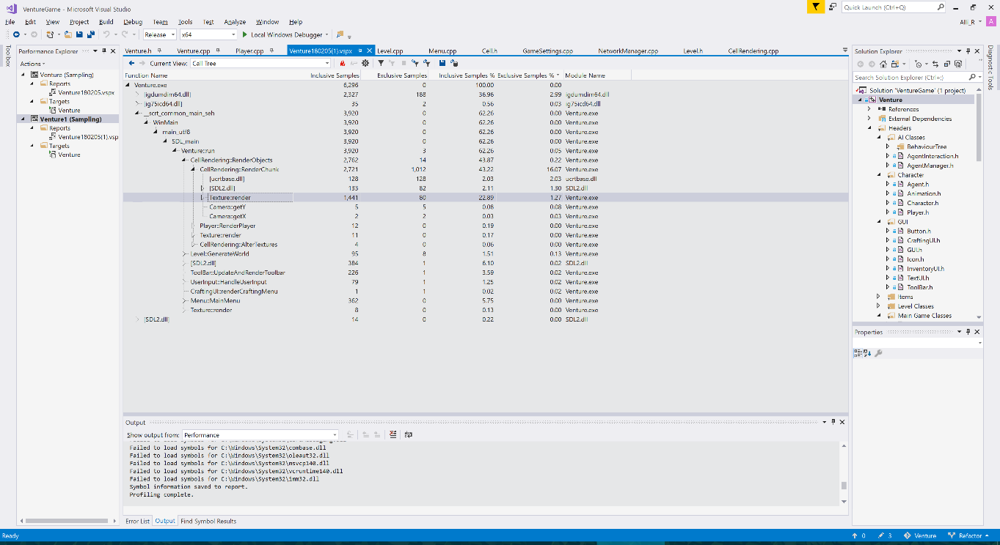 VentureGame - Microsoft Visual Studio
Quick Launch (Ctrl+Q)
File Edit View Project Build Debug Team Tools Test Analyze Window Help
Alli_R A
Release x64 Local Windows Debugger
Toolbox
Performance Explorer
Actions
Venture (Sampling)
Reports
Venture180205.vspx
Targets
Venture
Venture1 (Sampling)
Reports
Venture180205(1).vsp
Targets
Venture
Venture.h Venture.cpp Player.cpp Venture180205(1).vspx Level.cpp Menu.cpp Cell.h GameSettings.cpp NetworkManager.cpp Level.h CellRendering.cpp
Current View: Call Tree
Function Name Inclusive Samples Exclusive Samples Inclusive Samples % Exclusive Samples % Module Name
Venture.exe 6,296 0 100.00 0.00
[igdumdim64.dll] 2,327 188 36.96 2.99 igdumdim64.dll
[ig75icd64.dll] 35 2 0.56 0.03 ig75icd64.dll
__scrt_common_main_seh 3,920 0 62.26 0.00 Venture.exe
WinMain 3,920 0 62.26 0.00 Venture.exe
main_utf8 3,920 0 62.26 0.00 Venture.exe
SDL_main 3,920 0 62.26 0.00 Venture.exe
Venture::run 3,920 3 62.26 0.05 Venture.exe
CellRendering::RenderObjects 2,762 14 43.87 0.22 Venture.exe
CellRendering::RenderChunk 2,721 1,012 43.22 16.07 Venture.exe
[ucrtbase.dll] 128 128 2.03 2.03 ucrtbase.dll
[SDL2.dll] 133 82 2.11 1.30 SDL2.dll
Texture::render 1,441 80 22.89 1.27 Venture.exe
Camera::getY 5 5 0.08 0.08 Venture.exe
Camera::getX 2 2 0.03 0.03 Venture.exe
Player::RenderPlayer 12 0 0.19 0.00 Venture.exe
Texture::render 11 0 0.17 0.00 Venture.exe
CellRendering::AlterTextures 4 0 0.06 0.00 Venture.exe
Level::GenerateWorld 95 8 1.51 0.13 Venture.exe
[SDL2.dll] 384 1 6.10 0.02 SDL2.dll
ToolBar::UpdateAndRenderToolbar 226 1 3.59 0.02 Venture.exe
UserInput::HandleUserInput 79 1 1.25 0.02 Venture.exe
CraftingUI::renderCraftingMenu 1 1 0.02 0.02 Venture.exe
Menu::MainMenu 362 0 5.75 0.00 Venture.exe
Texture::render 8 0 0.13 0.00 Venture.exe
[SDL2.dll] 14 0 0.22 0.00 SDL2.dll
Output
Show output from: Performance
Failed to load symbols for C:\Windows\System32\combase.dll
Failed to load symbols for C:\Windows\System32\oleaut32.dll
Failed to load symbols for C:\Windows\System32\msvcp140.dll
Failed to load symbols for C:\Windows\System32\vcruntime140.dll
Failed to load symbols for C:\Windows\System32\imm32.dll
Symbol information saved to report.
Profiling complete.
Error List Output Find Symbol Results
Solution Explorer
Search Solution Explorer (Ctrl+;)
Solution 'VentureGame' (1 project)
Venture
References
External Dependencies
Headers
AI Classes
BehaviourTree
AgentInteraction.h
AgentManager.h
Character
Agent.h
Animation.h
Character.h
Player.h
GUI
Button.h
CraftingUI.h
GUI.h
Icon.h
InventoryUI.h
TextUI.h
ToolBar.h
Items
Level Classes
Main Game Classes
Properties
Diagnostic Tools
Ready
0 3 Venture Refactor